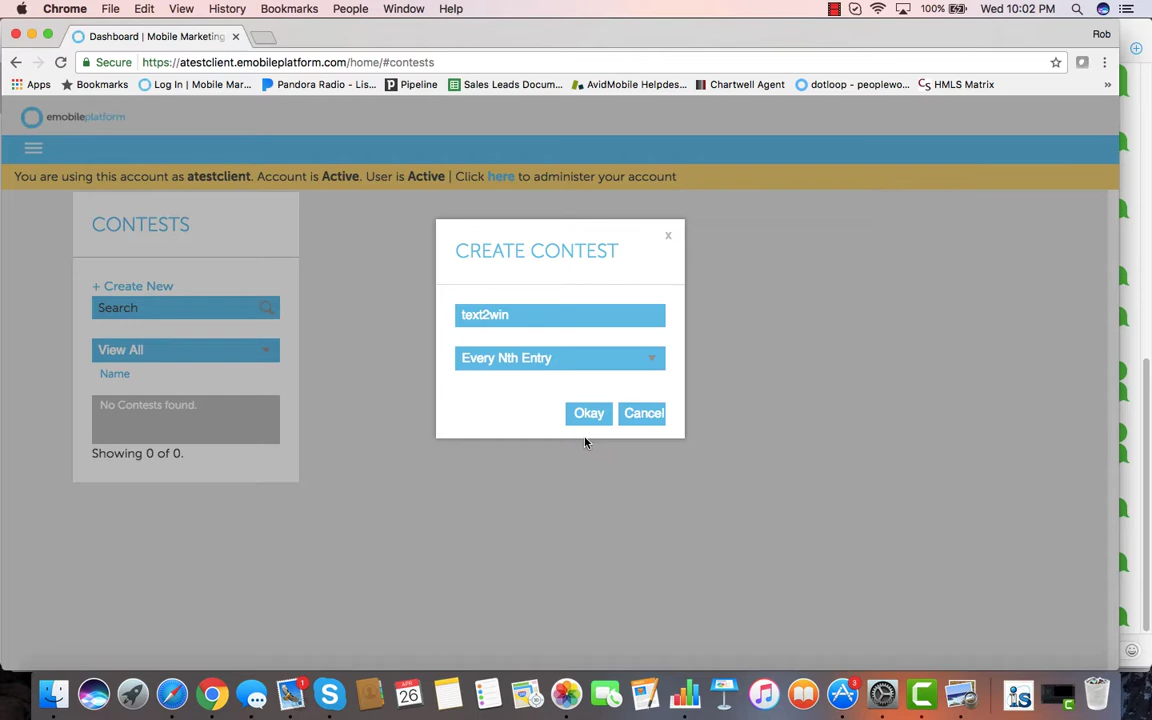 Chrome File Edit View History Bookmarks People Window Help 100% Wed 10:02 PM
Dashboard | Mobile Marketing × Rob
Secure https://atestclient.emobileplatform.com/home/#contests
Apps Bookmarks Log In | Mobile Mar... Pandora Radio - Lis... Pipeline Sales Leads Docum... AvidMobile Helpdes... Chartwell Agent dotloop - peoplewo... HMLS Matrix »
emobileplatform
You are using this account as atestclient. Account is Active. User is Active | Click here to administer your account
CONTESTS
+ Create New
Search
View All
Name
No Contests found.
Showing 0 of 0.
x
CREATE CONTEST
text2win
Every Nth Entry
Okay Cancel
1 APR 26 3